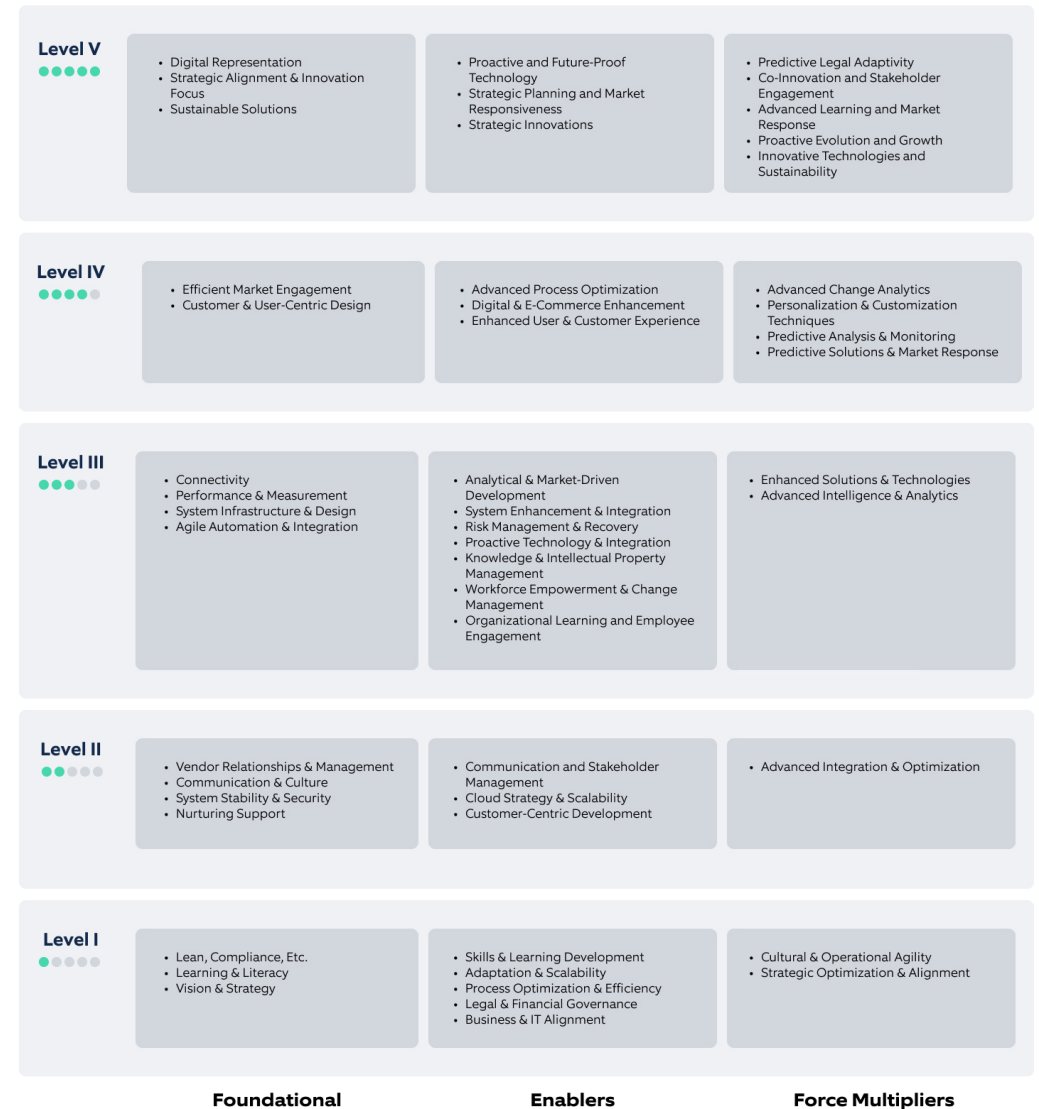 Level V
• Digital Representation
• Strategic Alignment & Innovation
Focus
• Sustainable Solutions
• Proactive and Future-Proof
Technology
• Strategic Planning and Market
Responsiveness
• Strategic Innovations
• Predictive Legal Adaptivity
• Co-Innovation and Stakeholder
Engagement
• Advanced Learning and Market
Response
• Proactive Evolution and Growth
• Innovative Technologies and
Sustainability
Level IV
• Efficient Market Engagement
• Customer & User-Centric Design
• Advanced Process Optimization
• Digital & E-Commerce Enhancement
• Enhanced User & Customer Experience
• Advanced Change Analytics
• Personalization & Customization
Techniques
• Predictive Analysis & Monitoring
• Predictive Solutions & Market Response
Level III
• Connectivity
• Performance & Measurement
• System Infrastructure & Design
• Agile Automation & Integration
• Analytical & Market-Driven
Development
• System Enhancement & Integration
• Risk Management & Recovery
• Proactive Technology & Integration
• Knowledge & Intellectual Property
Management
• Workforce Empowerment & Change
Management
• Organizational Learning and Employee
Engagement
• Enhanced Solutions & Technologies
• Advanced Intelligence & Analytics
Level II
• Vendor Relationships & Management
• Communication & Culture
• System Stability & Security
• Nurturing Support
• Communication and Stakeholder
Management
• Cloud Strategy & Scalability
• Customer-Centric Development
• Advanced Integration & Optimization
Level I
• Lean, Compliance, Etc.
• Learning & Literacy
• Vision & Strategy
• Skills & Learning Development
• Adaptation & Scalability
• Process Optimization & Efficiency
• Legal & Financial Governance
• Business & IT Alignment
• Cultural & Operational Agility
• Strategic Optimization & Alignment
Foundational
Enablers
Force Multipliers